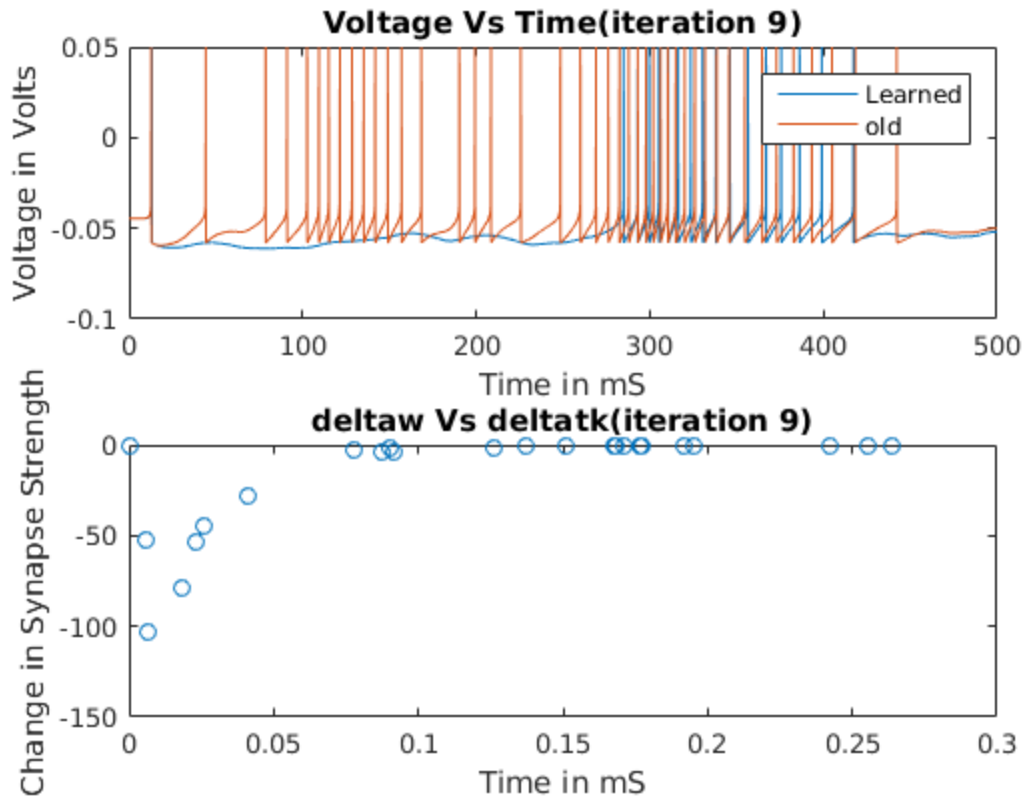 Voltage Vs Time(iteration 9)
Voltage in Volts
0.05
0
-0.05
-0.1
Learned
old
0 100 200 300 400 500
Time in mS
deltaw Vs deltatk(iteration 9)
Change in Synapse Strength
0
-50
-100
-150
0 0.05 0.1 0.15 0.2 0.25 0.3
Time in mS